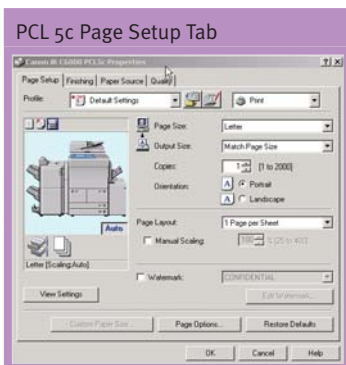 PCL 5c Page Setup Tab
Canon iR C6800 PCL5c Properties
Page Setup Finishing Paper Source Quality
Profile: Default Settings Print
Page Size: Letter
Output Size: Match Page Size
Copies: 1 [1 to 2000]
Orientation: A Portrait
A Landscape
Auto
Page Layout: 1 Page per Sheet
Manual Scaling: 100 % [25 to 400]
Letter [Scaling:Auto]
Watermark: CONFIDENTIAL
View Settings Edit Watermark...
Custom Paper Size... Page Options... Restore Defaults
OK Cancel Help